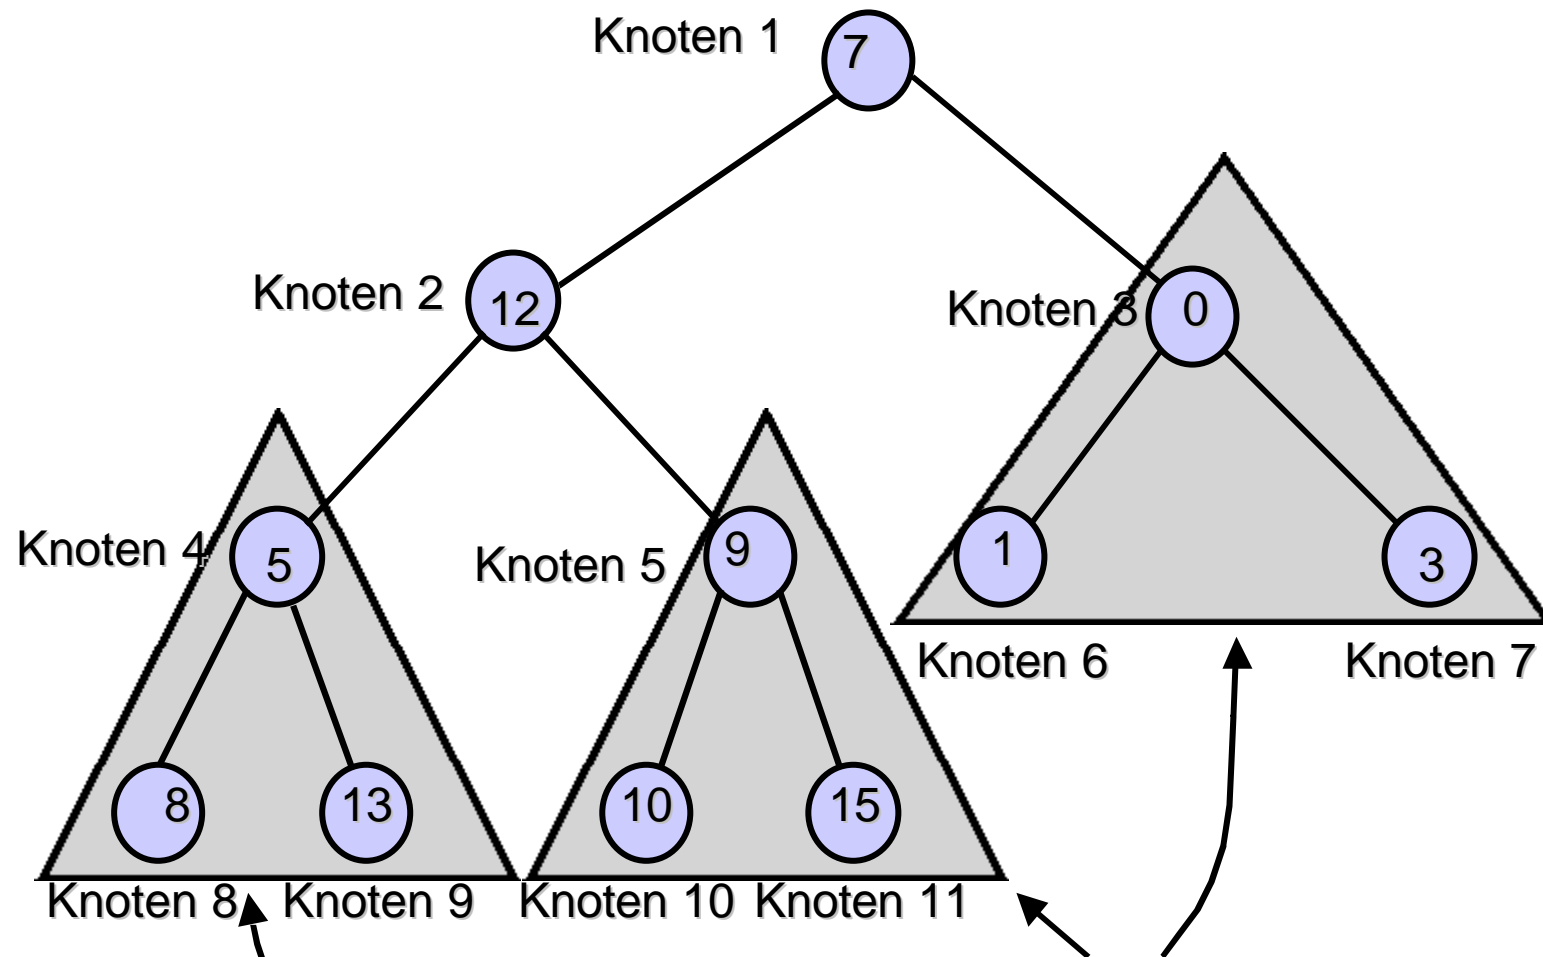 Knoten 1
7
Knoten 2
12
Knoten 3
0
Knoten 4
5
Knoten 5
9
1
3
Knoten 6
Knoten 7
8
13
10
15
Knoten 8
Knoten 9
Knoten 10
Knoten 11